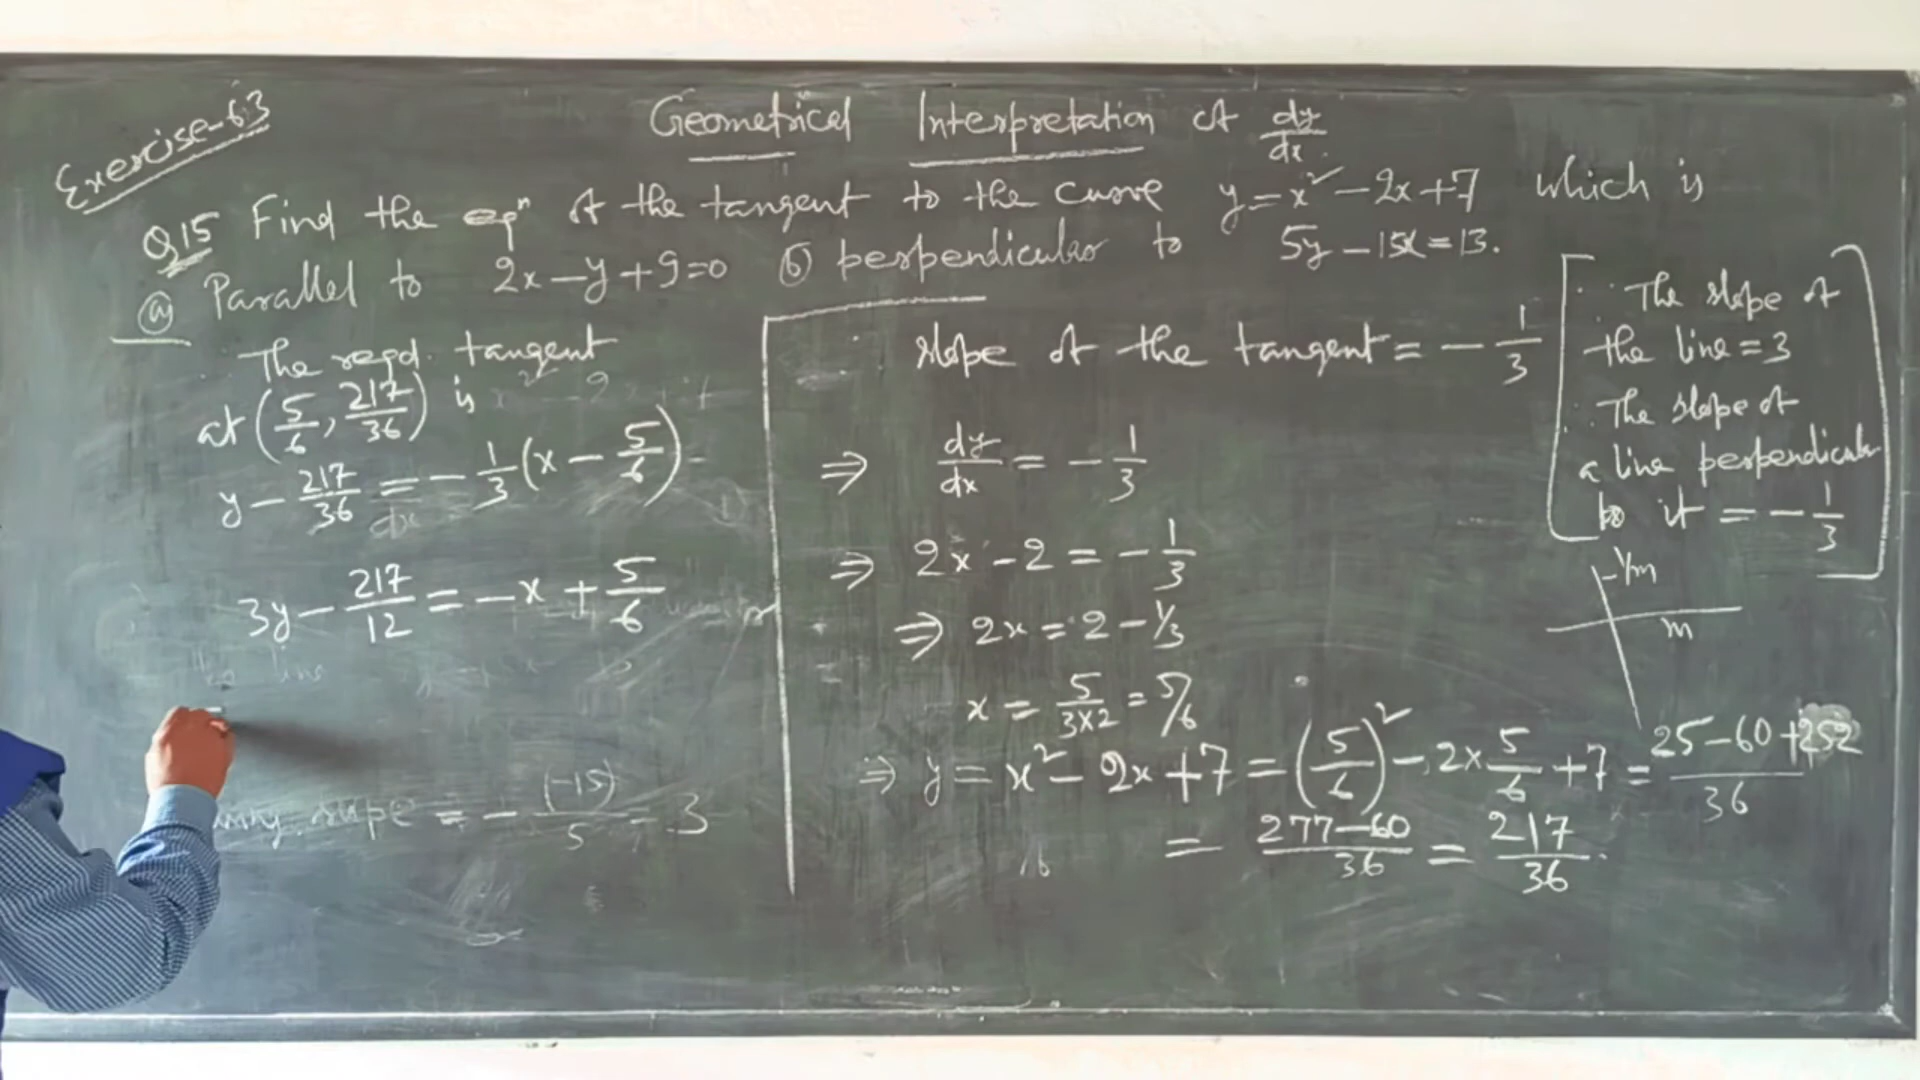 Exercise-6.3
Geometrical Interpretation of dy/dx.
Q15 Find the eqⁿ of the tangent to the curve y = x² - 2x + 7 which is
(a) Parallel to 2x - y + 9 = 0 (b) perpendicular to 5y - 15x = 13.
The reqd. tangent
at (5/6, 217/36) is
y - 217/36 = - 1/3 (x - 5/6)
3y - 217/12 = - x + 5/6
slope = - (-15)/5 = 3
∴ slope of the tangent = - 1/3
⇒ dy/dx = - 1/3
⇒ 2x - 2 = - 1/3
⇒ 2x = 2 - 1/3
x = 5/3×2 = 5/6
⇒ y = x² - 2x + 7 = (5/6)² - 2×5/6 + 7 = 25-60+252/36
= 277-60/36 = 217/36.
[∵ The slope of
the line = 3
∴ The slope of
a line perpendicular
to it = - 1/3]
-1/m
m